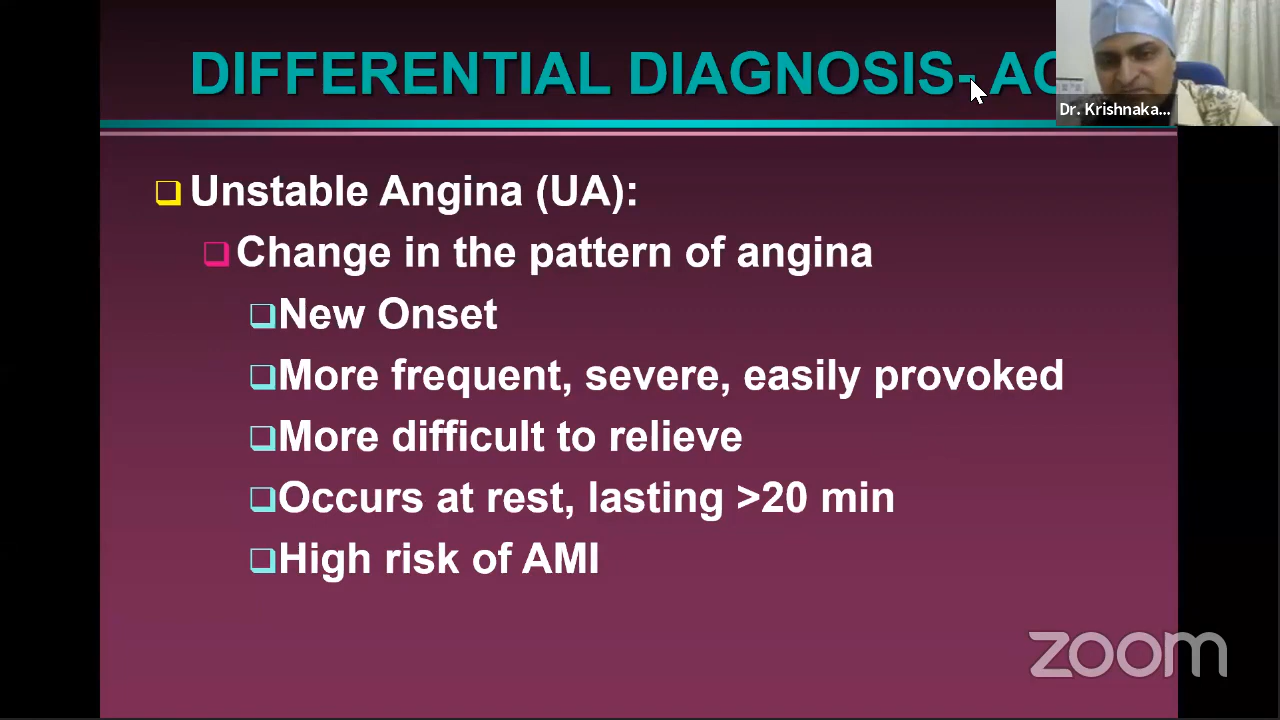 DIFFERENTIAL DIAGNOSIS-
Dr. Krishnaka...
Unstable Angina (UA):
Change in the pattern of angina
New Onset
More frequent, severe, easily provoked
More difficult to relieve
Occurs at rest, lasting >20 min
High risk of AMI
zoom